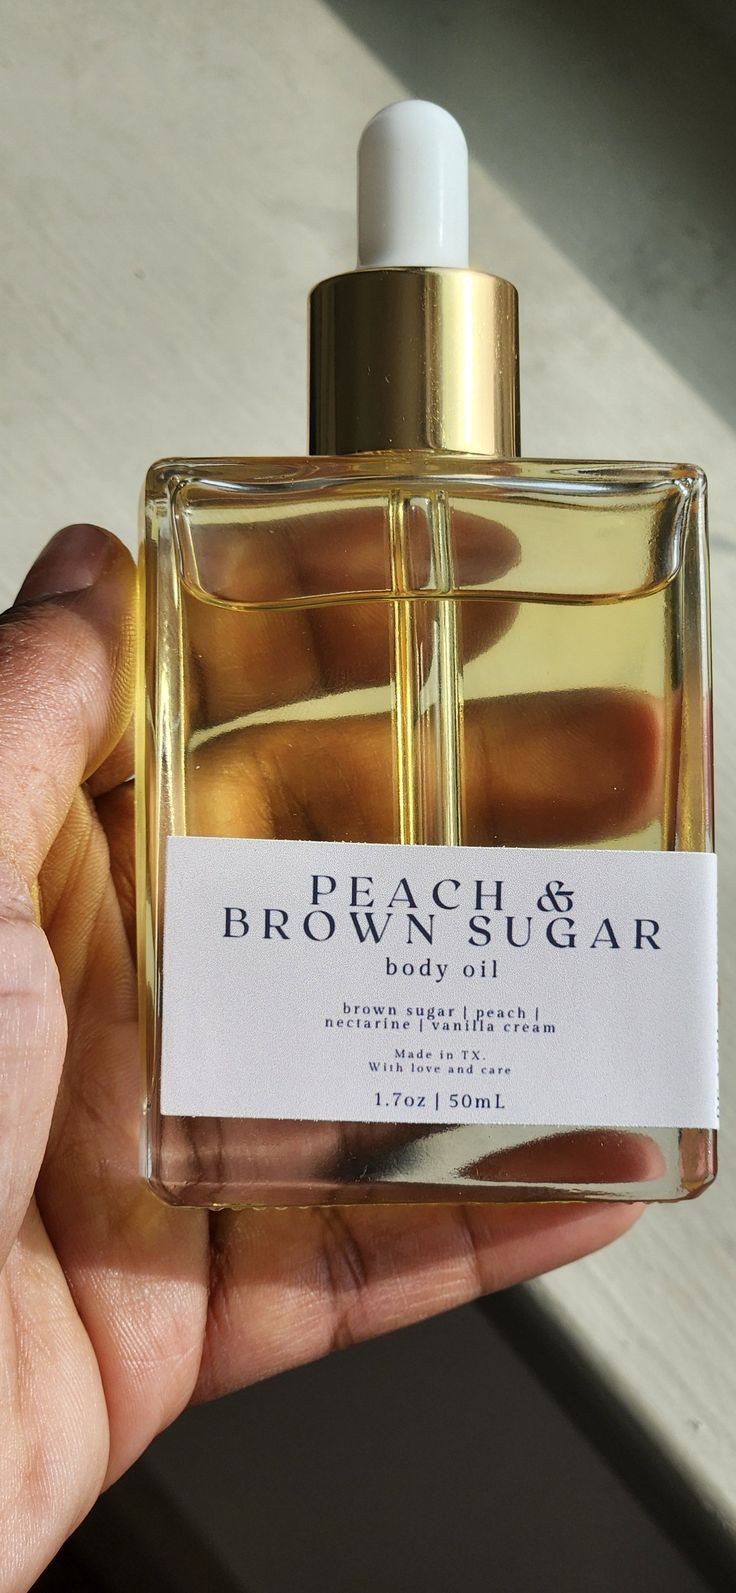 PEACH &
BROWN SUGAR
body oil
brown sugar | peach |
nectarine | vanilla cream
Made in TX.
With love and care
1.7oz | 50mL